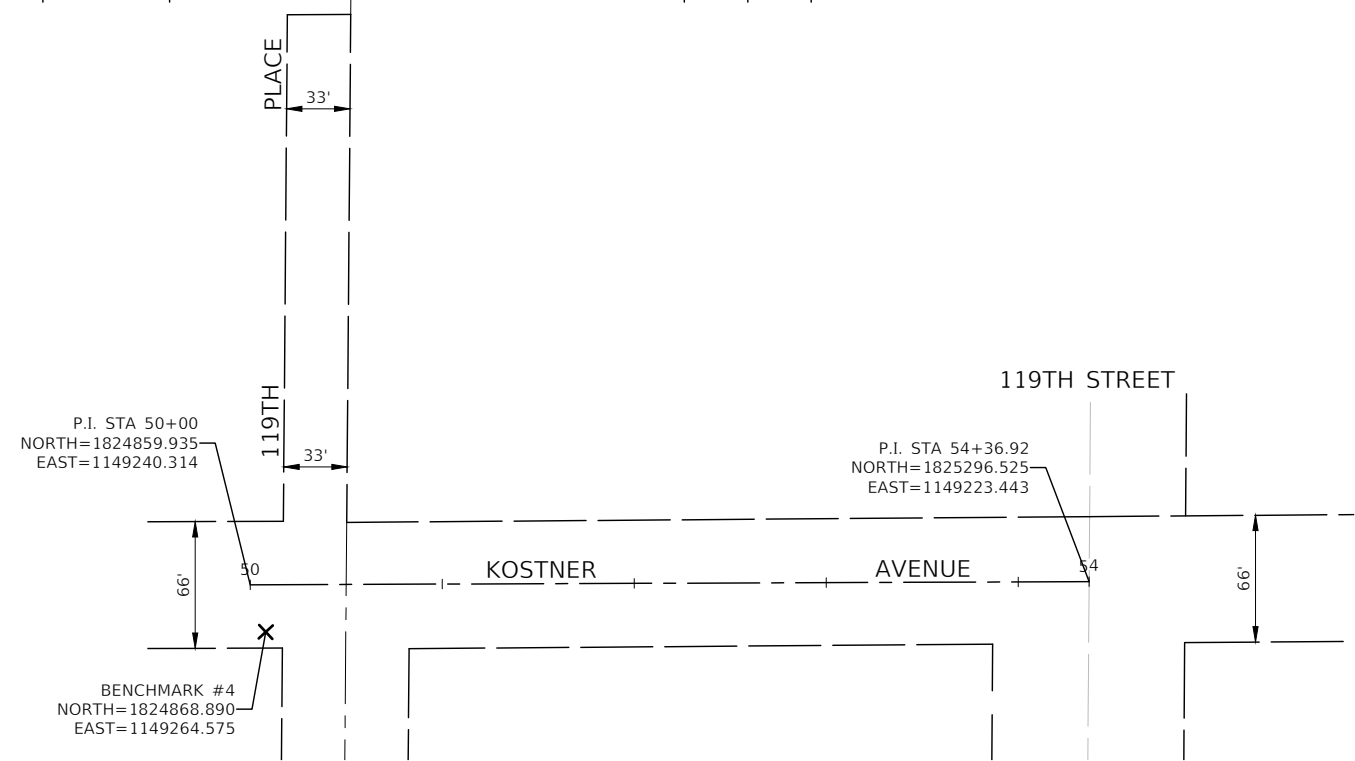 PLACE
33'
119TH STREET
119TH
P.I. STA 50+00
NORTH=1824859.935
EAST=1149240.314
33'
P.I. STA 54+36.92
NORTH=1825296.525
EAST=1149223.443
50
KOSTNER AVENUE
54
66'
66'
BENCHMARK #4
NORTH=1824868.890
EAST=1149264.575